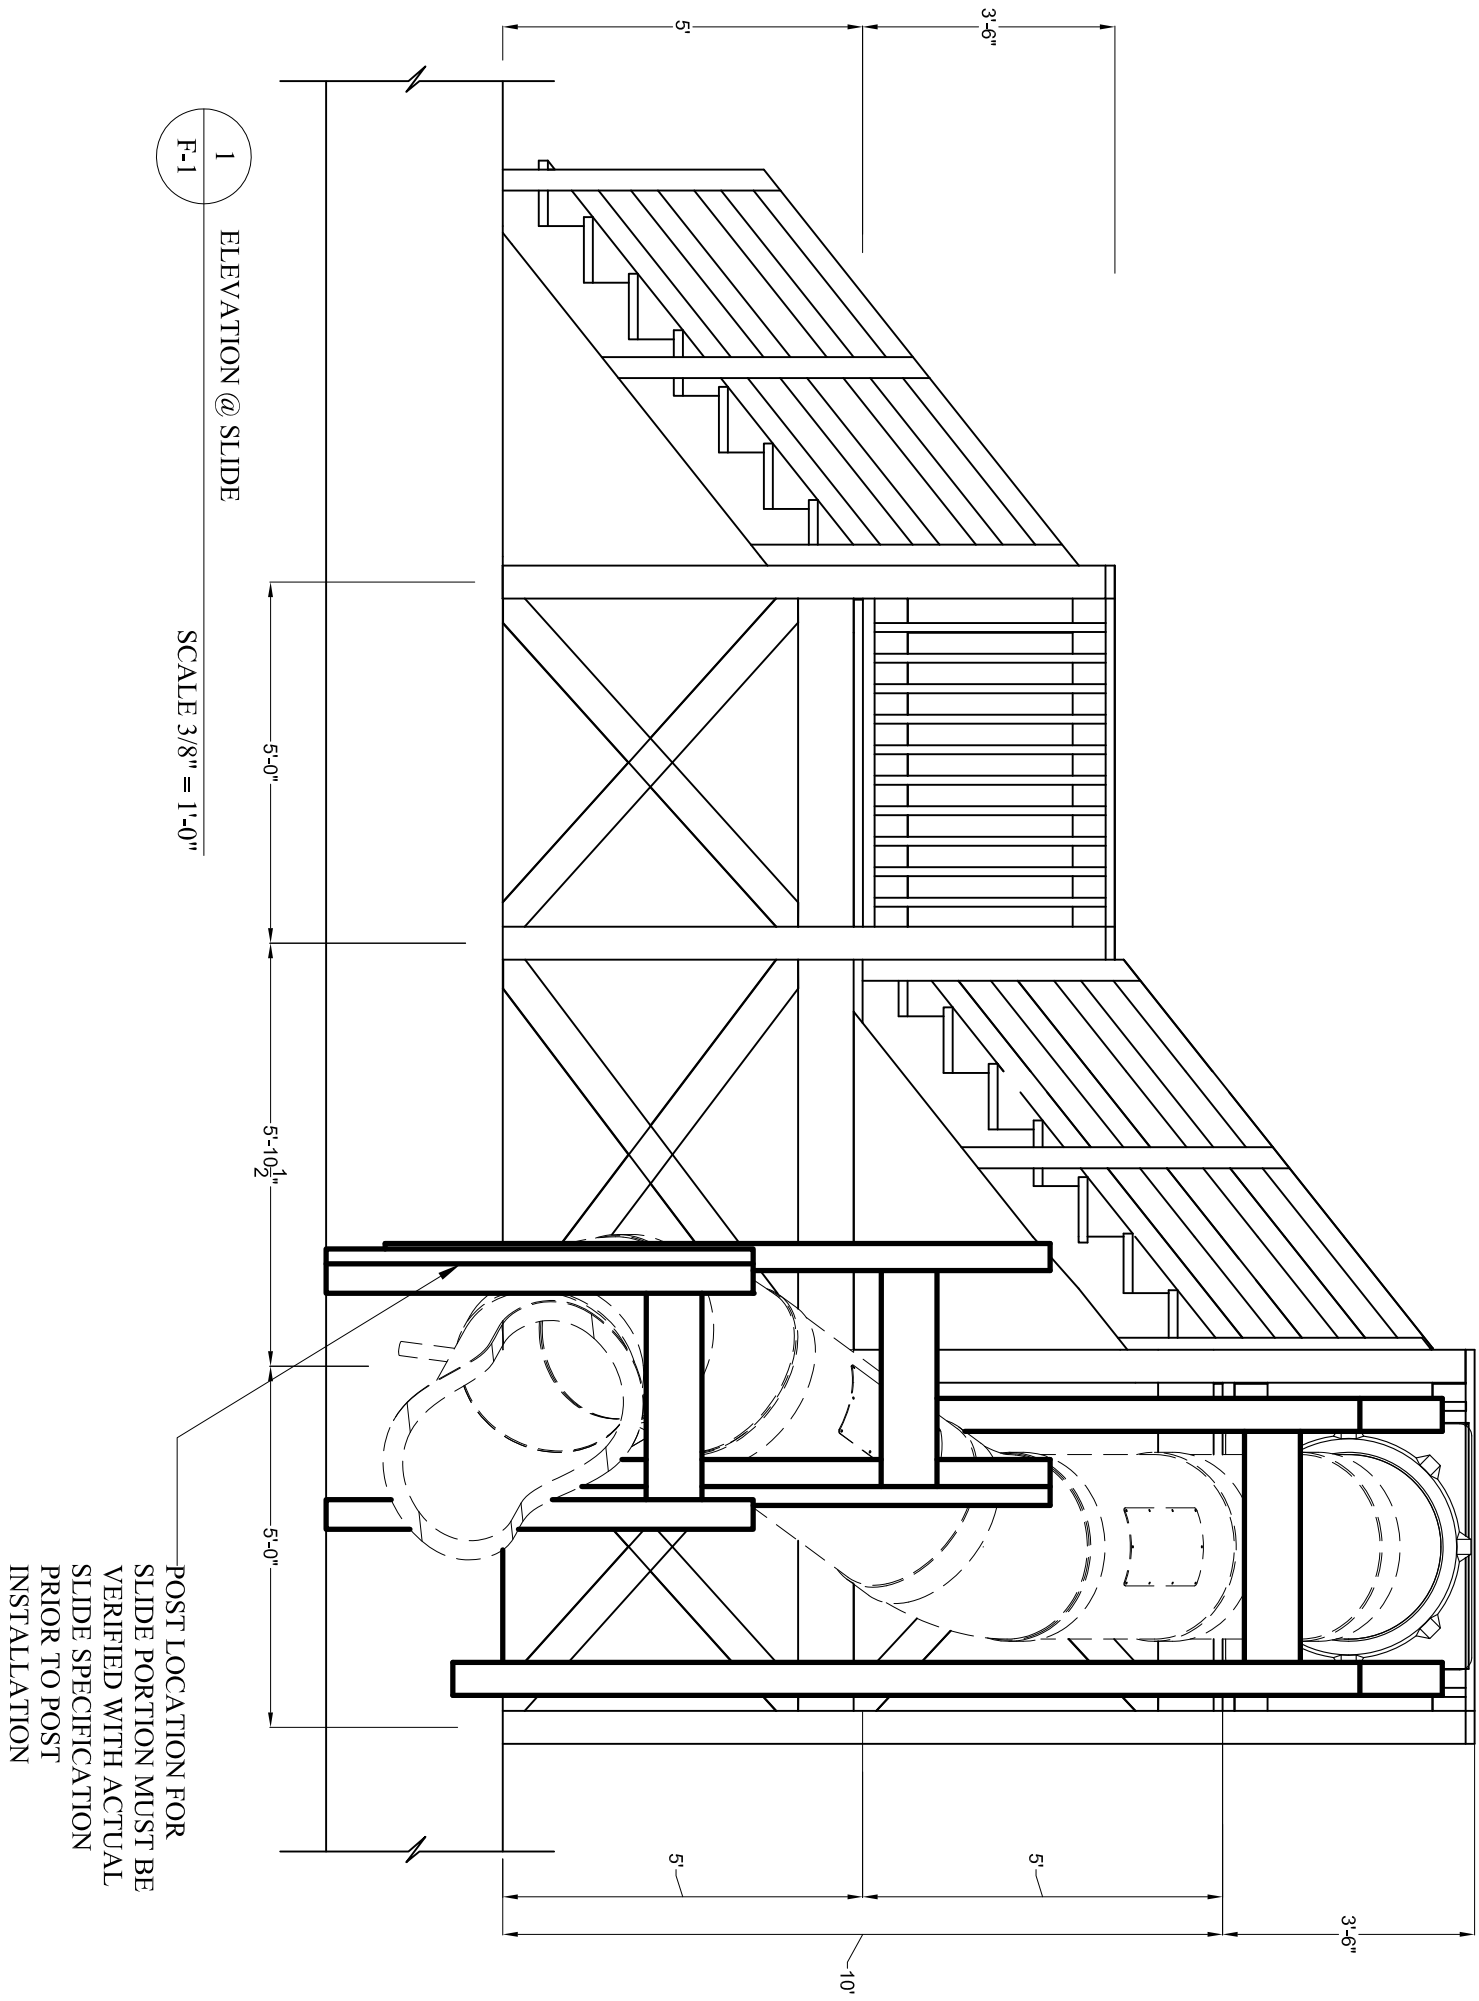 3'-6"
5'
3'-6"
5'
5'
10'
5'-0"
5'-10 1/2"
5'-0"
POST LOCATION FOR
SLIDE PORTION MUST BE
VERIFIED WITH ACTUAL
SLIDE SPECIFICATION
PRIOR TO POST
INSTALLATION
1
F-1
ELEVATION @ SLIDE
SCALE 3/8" = 1'-0"